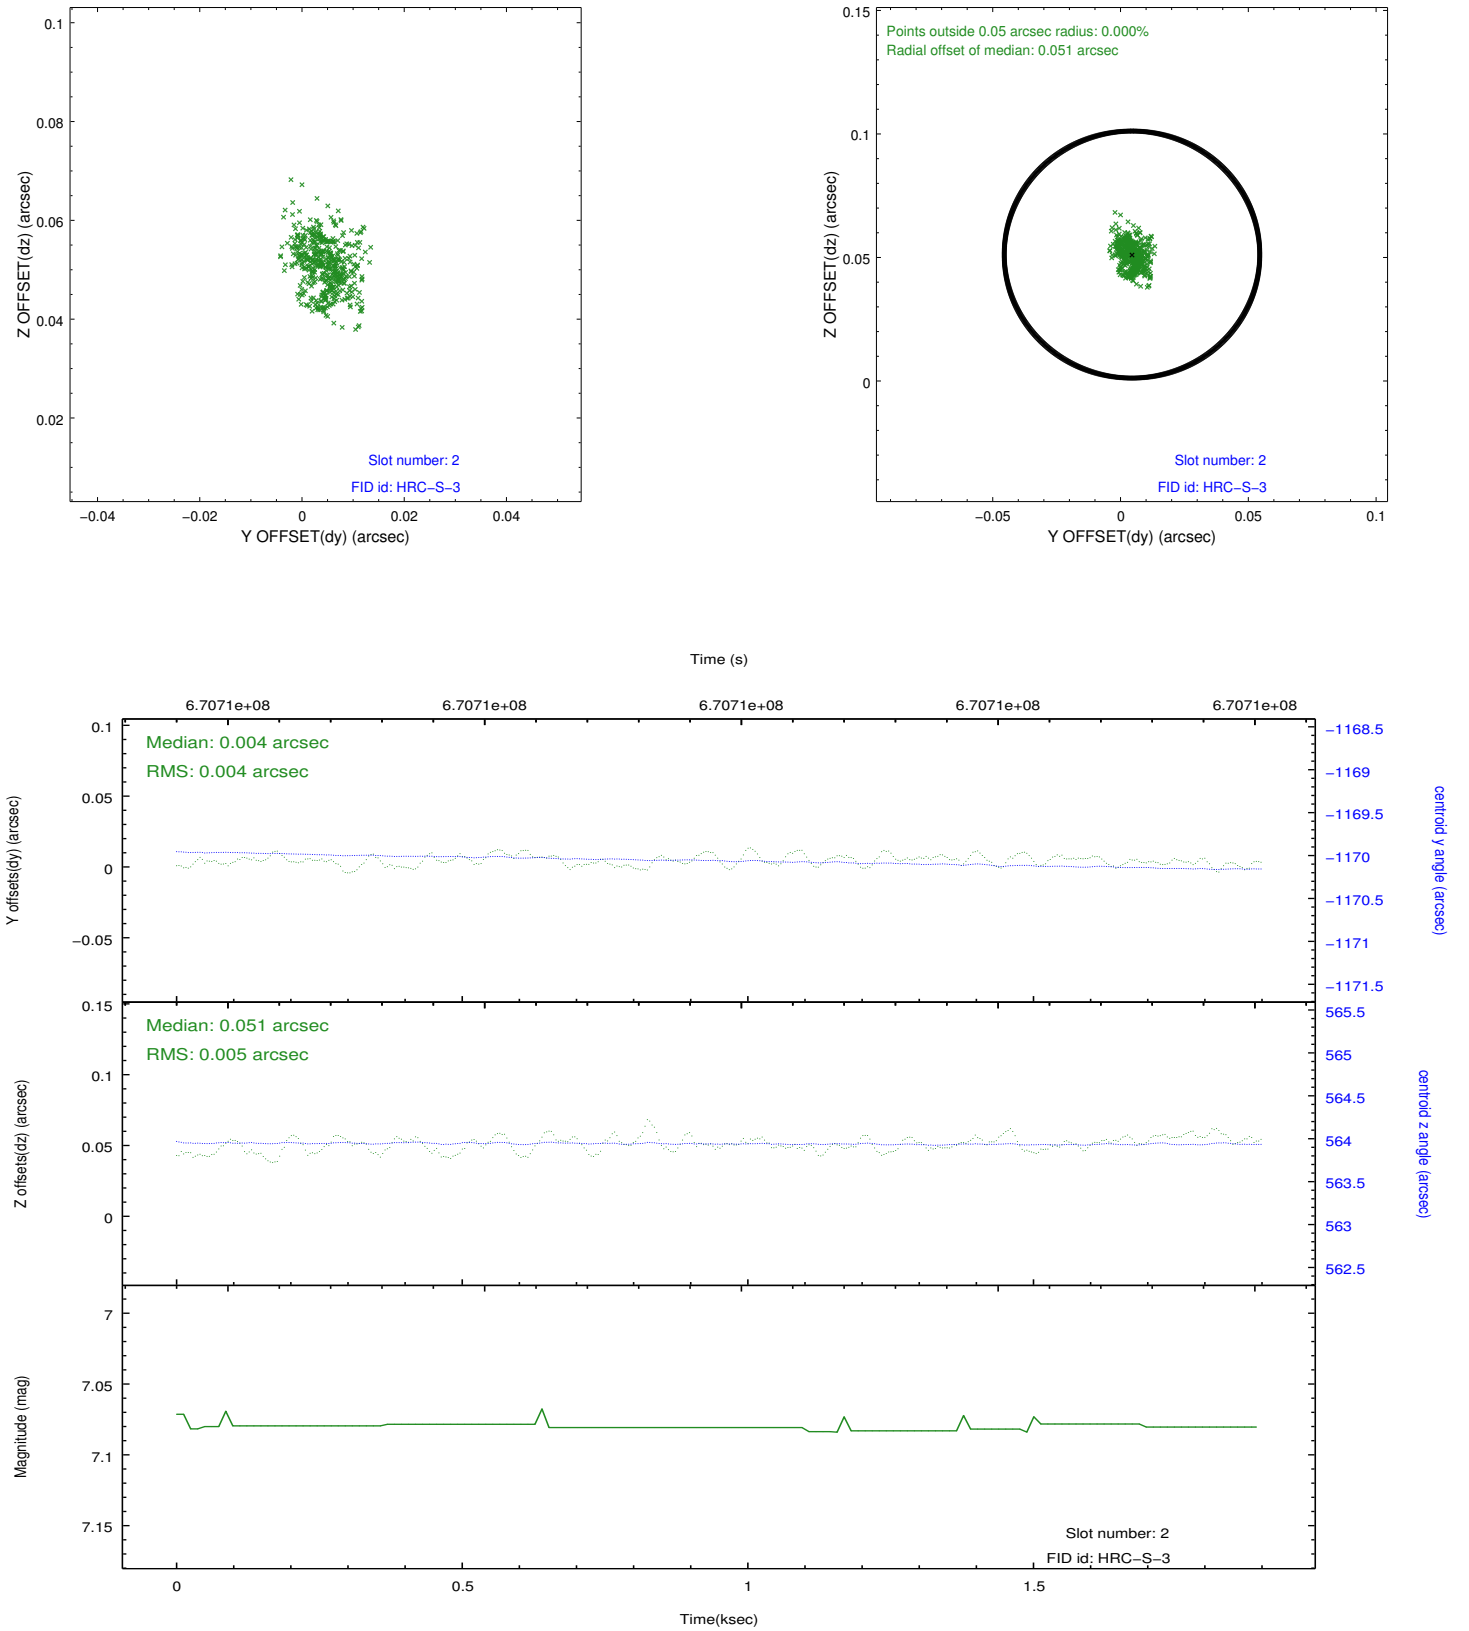 0.1
0.08
0.06
0.04
0.02
Z OFFSET(dz) (arcsec)
Slot number: 2
FID id: HRC−S−3
−0.04
−0.02
0
0.02
0.04
Y OFFSET(dy) (arcsec)
0.15
0.1
0.05
0
Z OFFSET(dz) (arcsec)
Points outside 0.05 arcsec radius: 0.000%
Radial offset of median: 0.051 arcsec
Slot number: 2
FID id: HRC−S−3
−0.05
0
0.05
0.1
Y OFFSET(dy) (arcsec)
Time (s)
6.7071e+08
6.7071e+08
6.7071e+08
6.7071e+08
6.7071e+08
0.1
0.05
0
−0.05
Y offsets(dy) (arcsec)
Median: 0.004 arcsec
RMS: 0.004 arcsec
−1168.5
−1169
−1169.5
−1170
−1170.5
−1171
−1171.5
centroid y angle (arcsec)
0.15
0.1
0.05
0
Z offsets(dz) (arcsec)
Median: 0.051 arcsec
RMS: 0.005 arcsec
565.5
565
564.5
564
563.5
563
562.5
centroid z angle (arcsec)
7
7.05
7.1
7.15
Magnitude (mag)
Slot number: 2
FID id: HRC−S−3
0
0.5
1
1.5
Time(ksec)